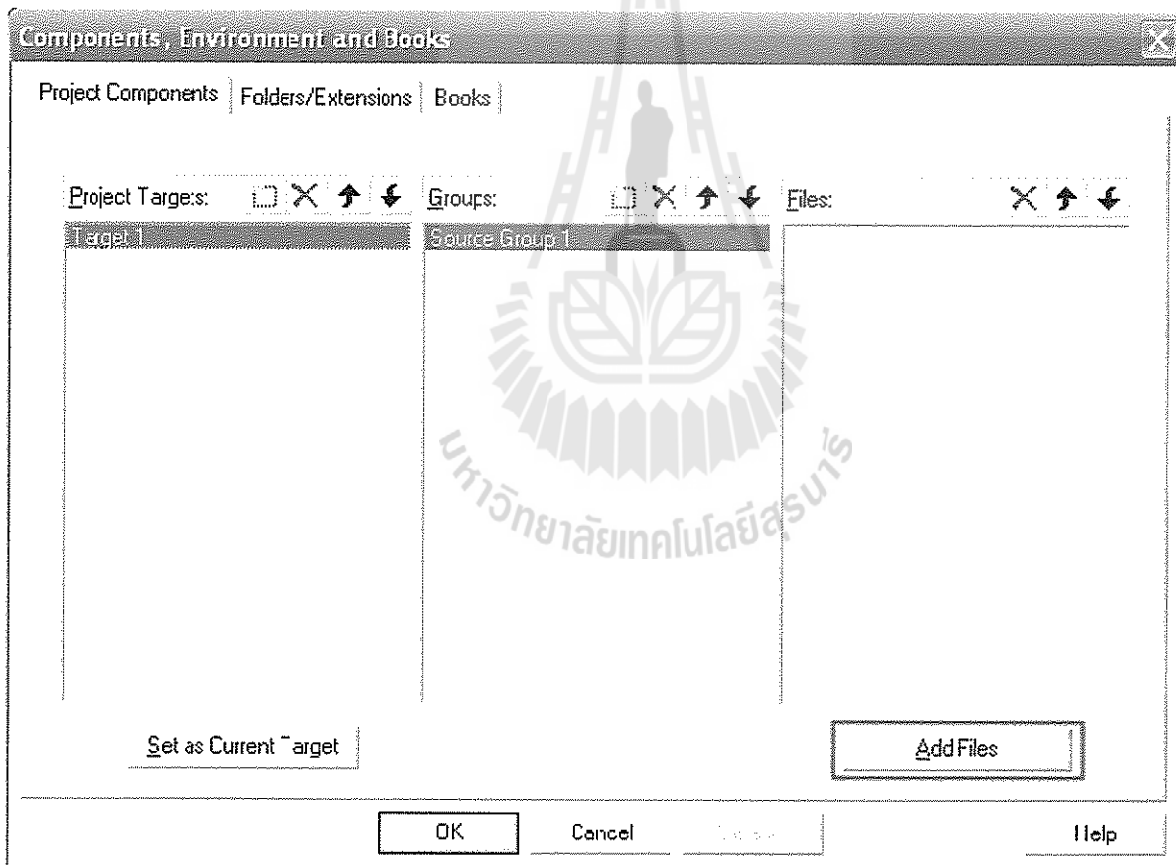 Components, Environment and Books
Project Components Folders/Extensions Books
Project Targets: Groups: Files:
Target 1 Source Group 1
มหาวิทยาลัยเทคโนโลยีสุรนารี
Set as Current Target Add Files
OK Cancel Help